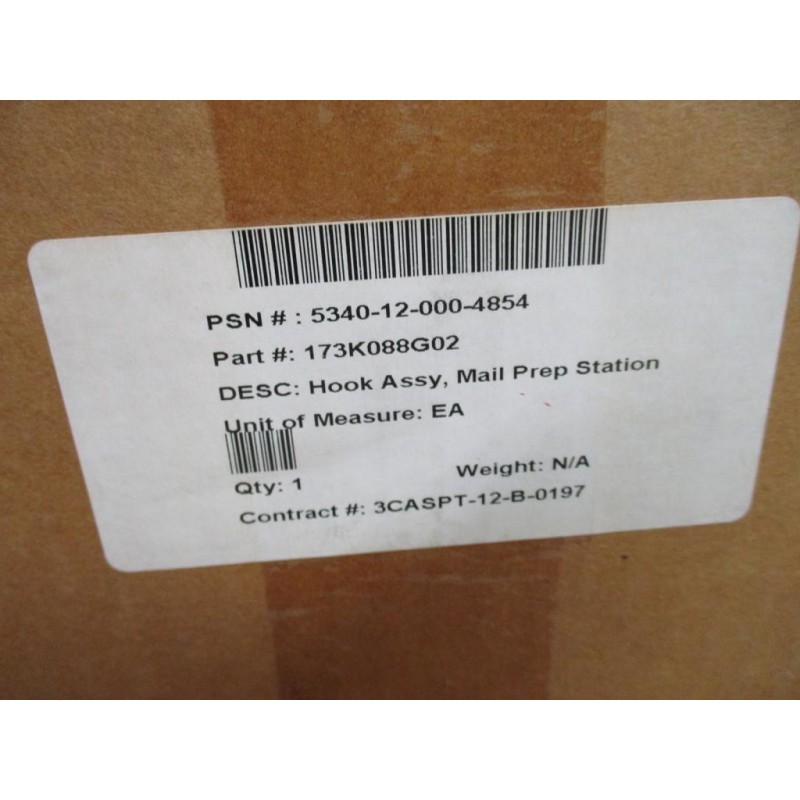 PSN # : 5340-12-000-4854
Part #: 173K088G02
DESC: Hook Assy, Mail Prep Station
Unit of Measure: EA
Qty: 1 Weight: N/A
Contract #: 3CASPT-12-B-0197